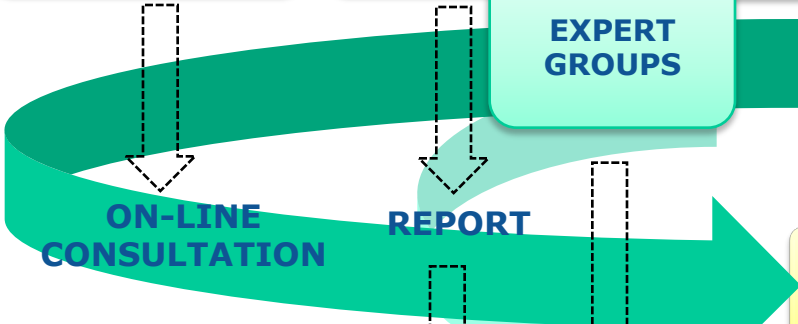 EXPERT
GROUPS
ON-LINE
CONSULTATION
REPORT